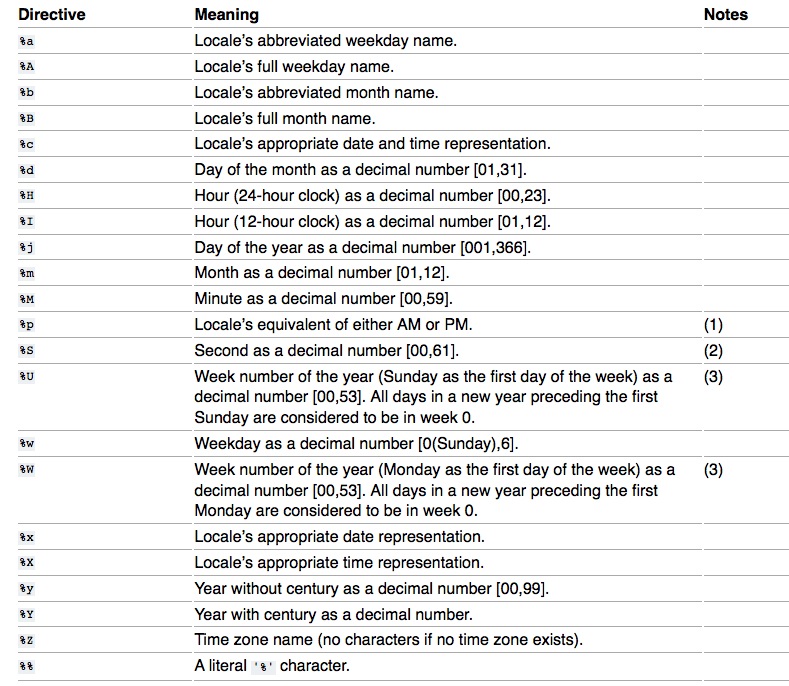 Directive Meaning Notes
%a Locale’s abbreviated weekday name.
%A Locale’s full weekday name.
%b Locale’s abbreviated month name.
%B Locale’s full month name.
%c Locale’s appropriate date and time representation.
%d Day of the month as a decimal number [01,31].
%H Hour (24-hour clock) as a decimal number [00,23].
%I Hour (12-hour clock) as a decimal number [01,12].
%j Day of the year as a decimal number [001,366].
%m Month as a decimal number [01,12].
%M Minute as a decimal number [00,59].
%p Locale’s equivalent of either AM or PM. (1)
%S Second as a decimal number [00,61]. (2)
%U Week number of the year (Sunday as the first day of the week) as a (3)
decimal number [00,53]. All days in a new year preceding the first
Sunday are considered to be in week 0.
%w Weekday as a decimal number [0(Sunday),6].
%W Week number of the year (Monday as the first day of the week) as a (3)
decimal number [00,53]. All days in a new year preceding the first
Monday are considered to be in week 0.
%x Locale’s appropriate date representation.
%X Locale’s appropriate time representation.
%y Year without century as a decimal number [00,99].
%Y Year with century as a decimal number.
%Z Time zone name (no characters if no time zone exists).
%% A literal '%' character.